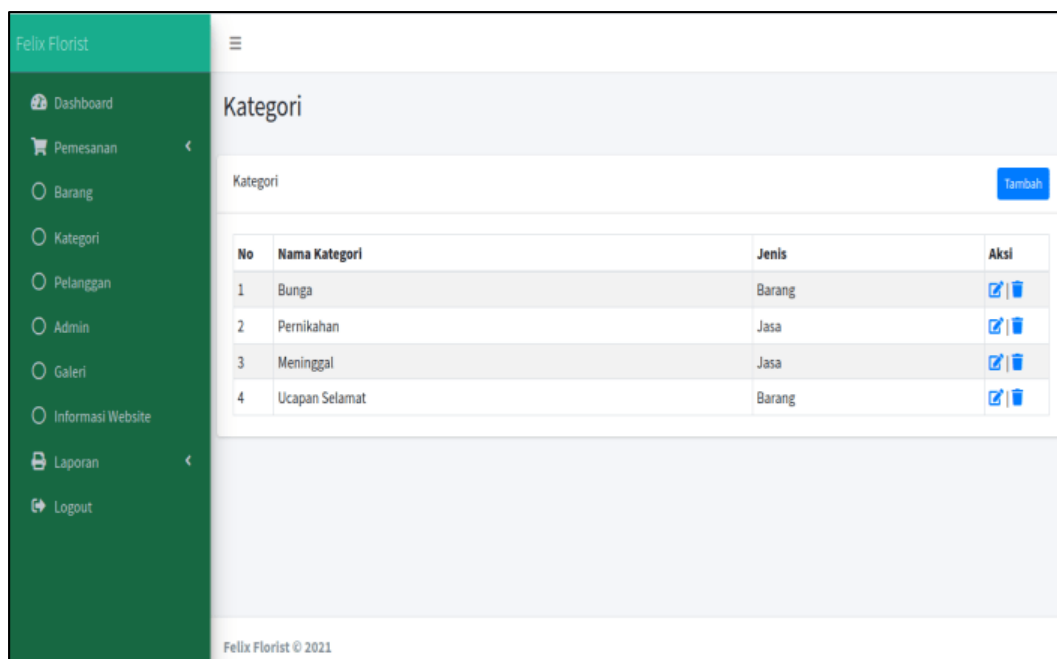 Felix Florist
Dashboard
Pemesanan
Barang
Kategori
Pelanggan
Admin
Galeri
Informasi Website
Laporan
Logout
Kategori
Kategori
Tambah
No Nama Kategori Jenis Aksi
1 Bunga Barang |
2 Pernikahan Jasa |
3 Meninggal Jasa |
4 Ucapan Selamat Barang |
Felix Florist © 2021